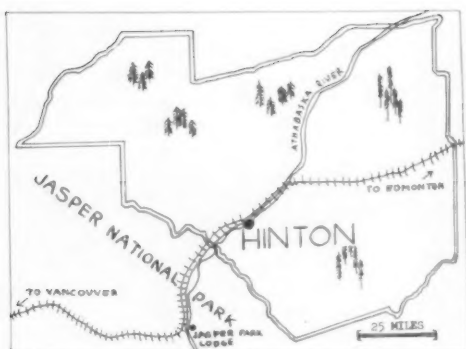 ATHABASKA RIVER
TO EDMONTON
JASPER NATIONAL PARK
HINTON
TO VANCOUVER
JASPER PARK
LODGE
25 MILES